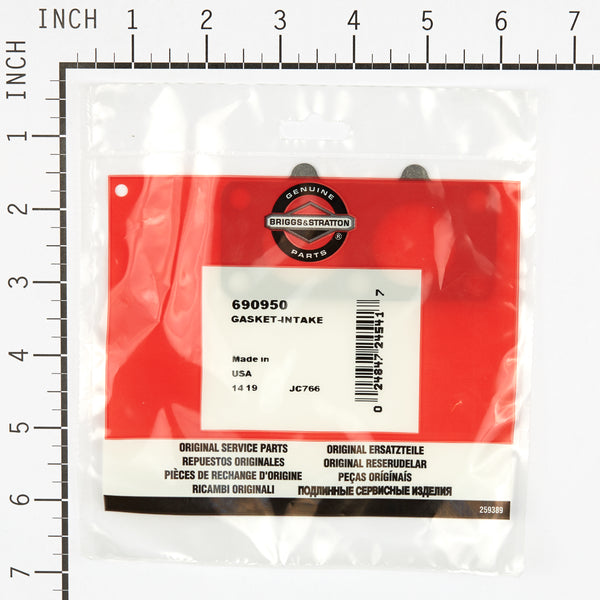 INCH 1 2 3 4 5 6 7
INCH
1
2
3
4
5
6
7
GENUINE
BRIGGS&STRATTON
®
PARTS
690950
GASKET-INTAKE
Made in
USA
14 19 JC766
0 24847 24541 7
ORIGINAL SERVICE PARTS
REPUESTOS ORIGINALES
PIÈCES DE RECHANGE D'ORIGINE
RICAMBI ORIGINALI
ORIGINAL ERSATZTEILE
ORIGINAL RESERUDELAR
PEÇAS ORIGÍNAÍS
ПОДЛИННЫЕ СЕРВИСНЫЕ ИЗДЕЛИЯ
259389